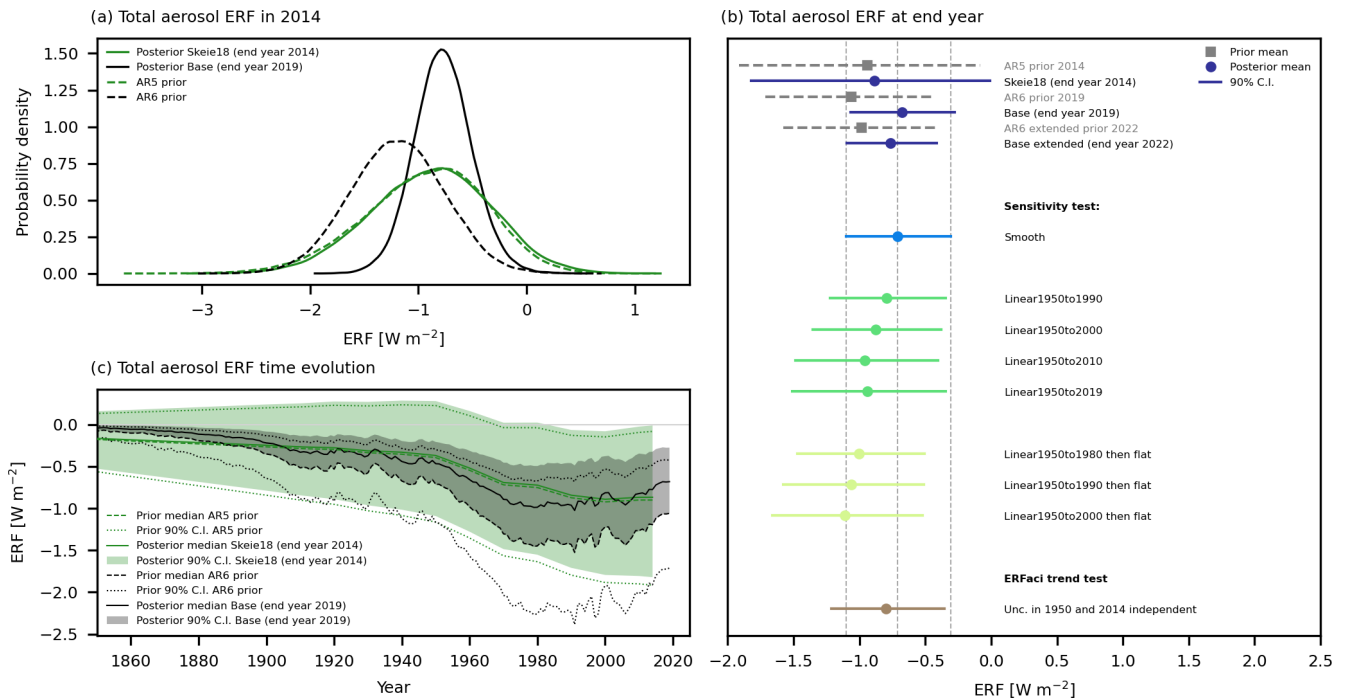 (a) Total aerosol ERF in 2014
Posterior Skeie18 (end year 2014)
Posterior Base (end year 2019)
AR5 prior
AR6 prior
1.50
1.25
1.00
0.75
0.50
0.25
0.00
Probability density
−3 −2 −1 0 1
ERF [W m⁻²]
(c) Total aerosol ERF time evolution
0.0
−0.5
−1.0
−1.5
−2.0
−2.5
ERF [W m⁻²]
Prior median AR5 prior
Prior 90% C.I. AR5 prior
Posterior median Skeie18 (end year 2014)
Posterior 90% C.I. Skeie18 (end year 2014)
Prior median AR6 prior
Prior 90% C.I. AR6 prior
Posterior median Base (end year 2019)
Posterior 90% C.I. Base (end year 2019)
1860 1880 1900 1920 1940 1960 1980 2000 2020
Year
(b) Total aerosol ERF at end year
Prior mean
Posterior mean
90% C.I.
AR5 prior 2014
Skeie18 (end year 2014)
AR6 prior 2019
Base (end year 2019)
AR6 extended prior 2022
Base extended (end year 2022)
Sensitivity test:
Smooth
Linear1950to1990
Linear1950to2000
Linear1950to2010
Linear1950to2019
Linear1950to1980 then flat
Linear1950to1990 then flat
Linear1950to2000 then flat
ERFaci trend test
Unc. in 1950 and 2014 independent
−2.0 −1.5 −1.0 −0.5 0.0 0.5 1.0 1.5 2.0 2.5
ERF [W m⁻²]